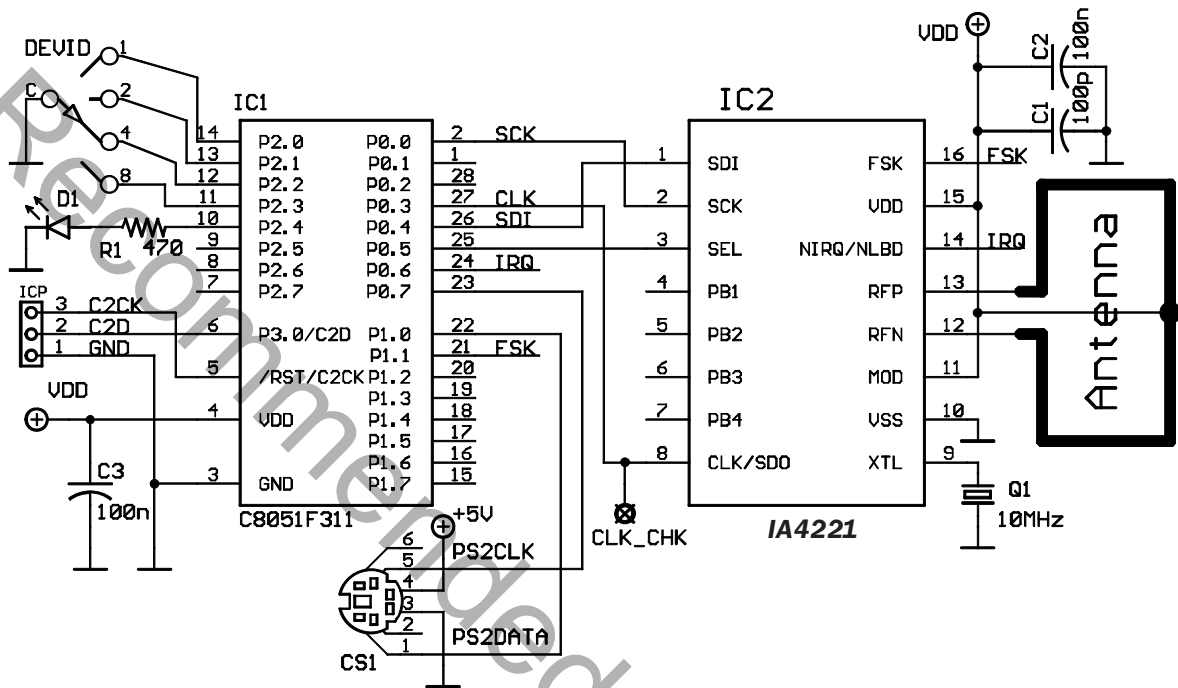 DEVID
1
2
4
8
C
D1
R1
470
ICP
3 C2CK
2 C2D
1 GND
VDD
C3
100n
IC1
14 P2.0
13 P2.1
12 P2.2
11 P2.3
10 P2.4
9 P2.5
8 P2.6
7 P2.7
6 P3.0/C2D
5 /RST/C2CK
4 VDD
3 GND
P0.0 2 SCK
P0.1 1
P0.2 28
P0.3 27 CLK
P0.4 26 SDI
P0.5 25
P0.6 24 IRQ
P0.7 23
P1.0 22
P1.1 21 FSK
P1.2 20
P1.3 19
P1.4 18
P1.5 17
P1.6 16
P1.7 15
C8051F311
+5V
6 PS2CLK
5
4
3
2 PS2DATA
1
CS1
CLK_CHK
IC2
1 SDI
2 SCK
3 SEL
4 PB1
5 PB2
6 PB3
7 PB4
8 CLK/SDO
FSK 16 FSK
VDD 15
NIRQ/NLBD 14 IRQ
RFP 13
RFN 12
MOD 11
VSS 10
XTL 9
IA4221
VDD
C2
100n
C1
100p
Antenna
Q1
10MHz
Recommended